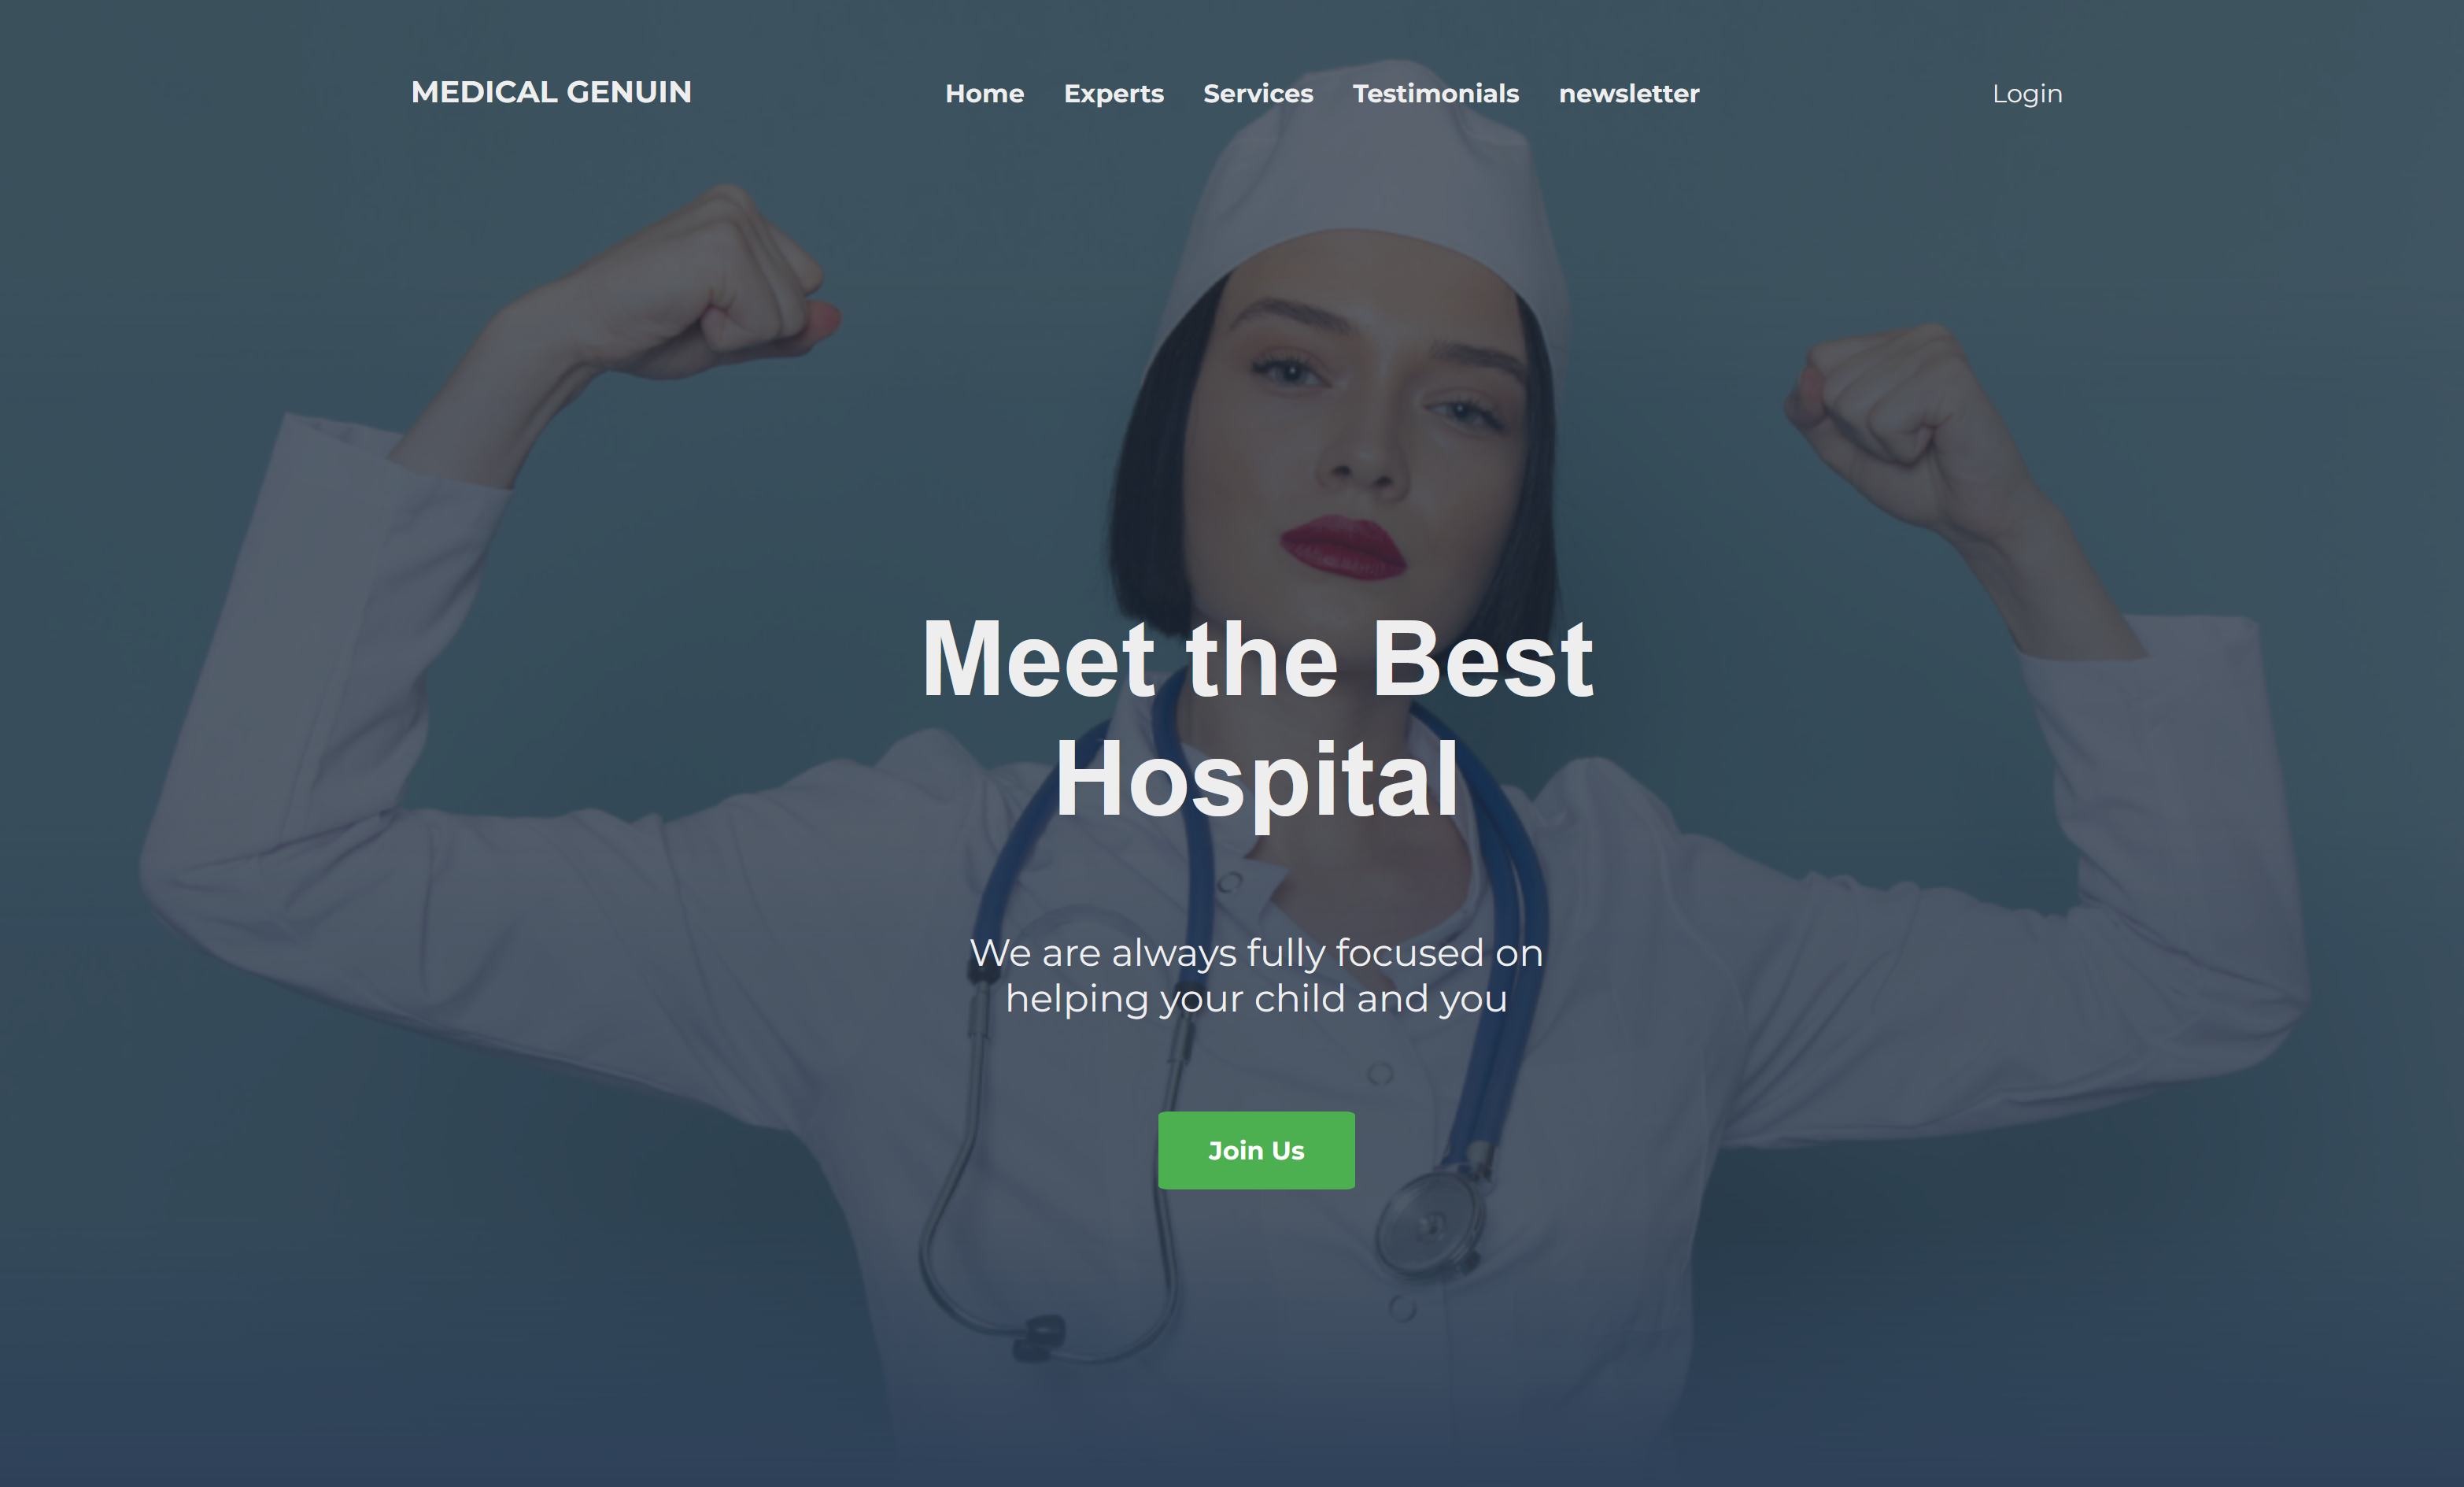 MEDICAL GENUIN
Home Experts Services Testimonials newsletter
Login
Meet the Best
Hospital
We are always fully focused on
helping your child and you
Join Us